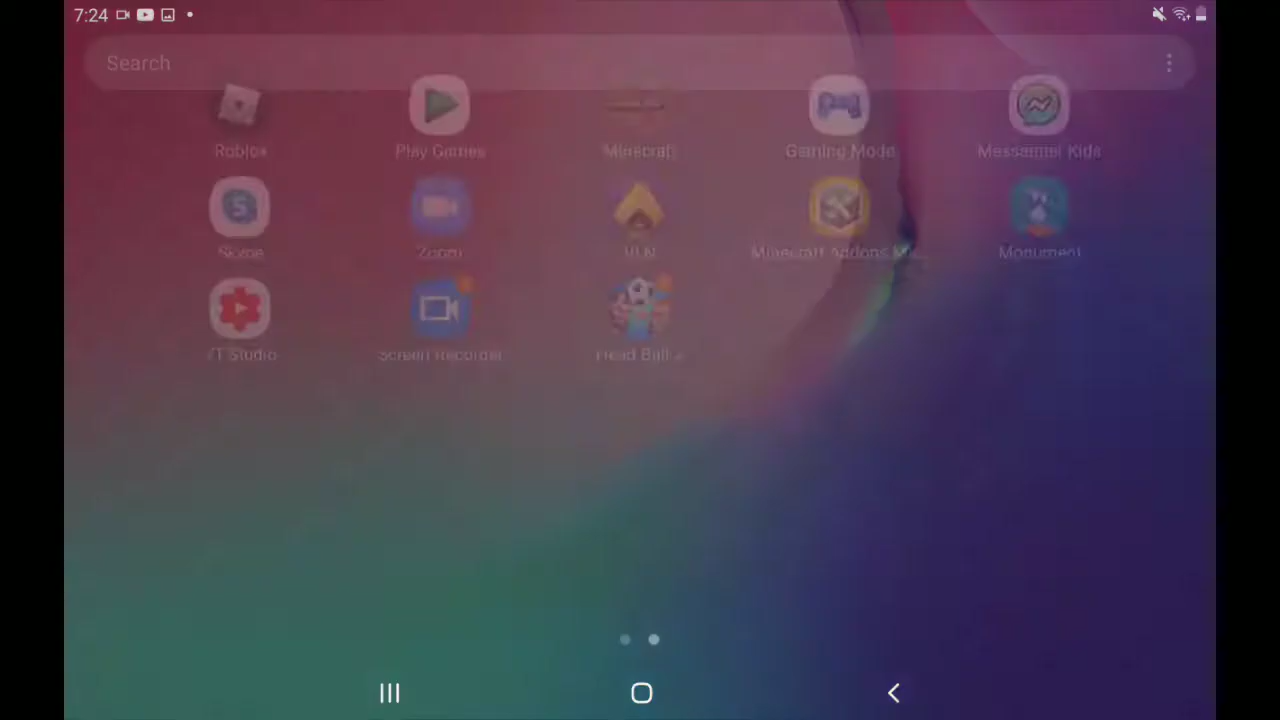 7:24
Search
Roblox
Play Games
Minecraft
Gaming Mode
Messenger Kids
Skype
Zoom
VLN
Minecraft Addons M
Monument
YT Studio
Screen Recorder
Head Ball 2